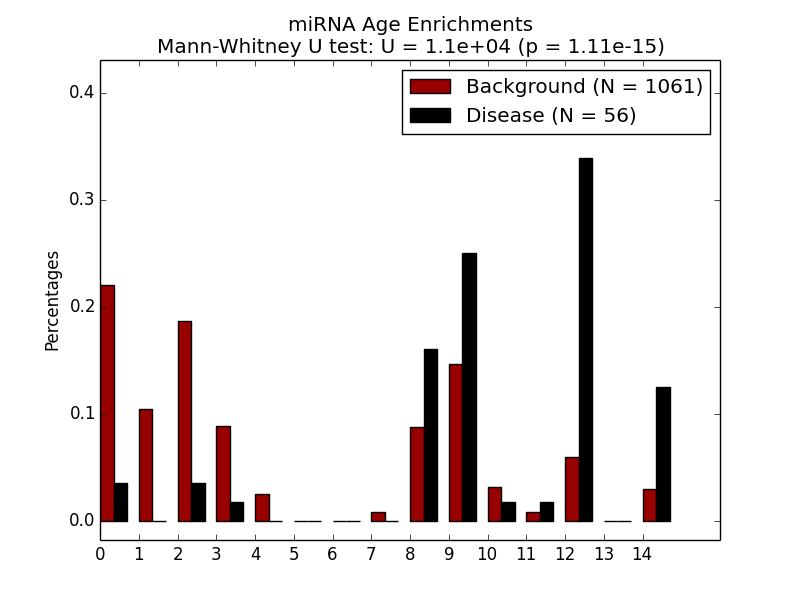 miRNA Age Enrichments
Mann-Whitney U test: U = 1.1e+04 (p = 1.11e-15)
Background (N = 1061)
Disease (N = 56)
Percentages
0.4
0.3
0.2
0.1
0.0
0 1 2 3 4 5 6 7 8 9 10 11 12 13 14